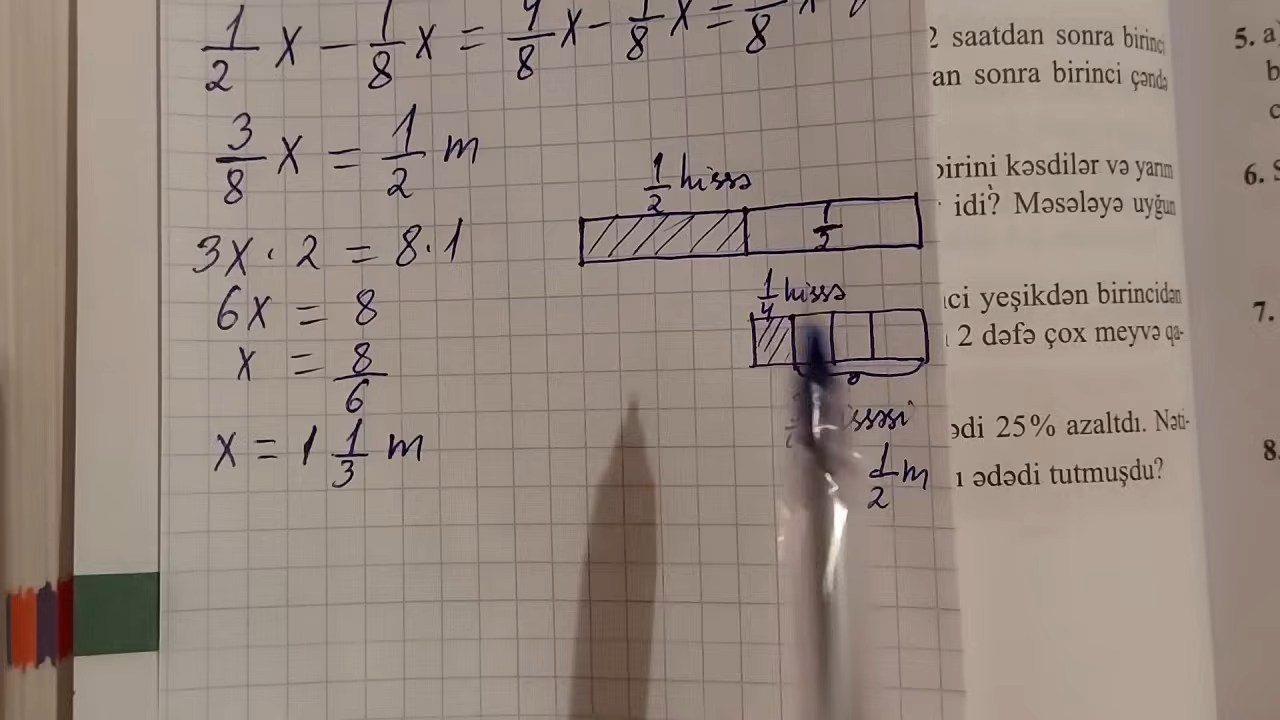 1/2 x - 1/8 x = 4/8 x - 1/8 x = /8 x
3/8 x = 1/2 m
3x · 2 = 8 · 1
6x = 8
x = 8/6
x = 1 1/3 m
1/2 hissə
1/2
1/4 hissə
issəsi
1/2 m
2 saatdan sonra birinci
an sonra birinci çəndə
birini kəsdilər və yarım
idi? Məsələyə uyğun
ci yeşikdən birincidən
2 dəfə çox meyvə qa-
ədi 25% azaltdı. Nəti-
ı ədədi tutmuşdu?
5. a
b
c
6. S
7.
8.